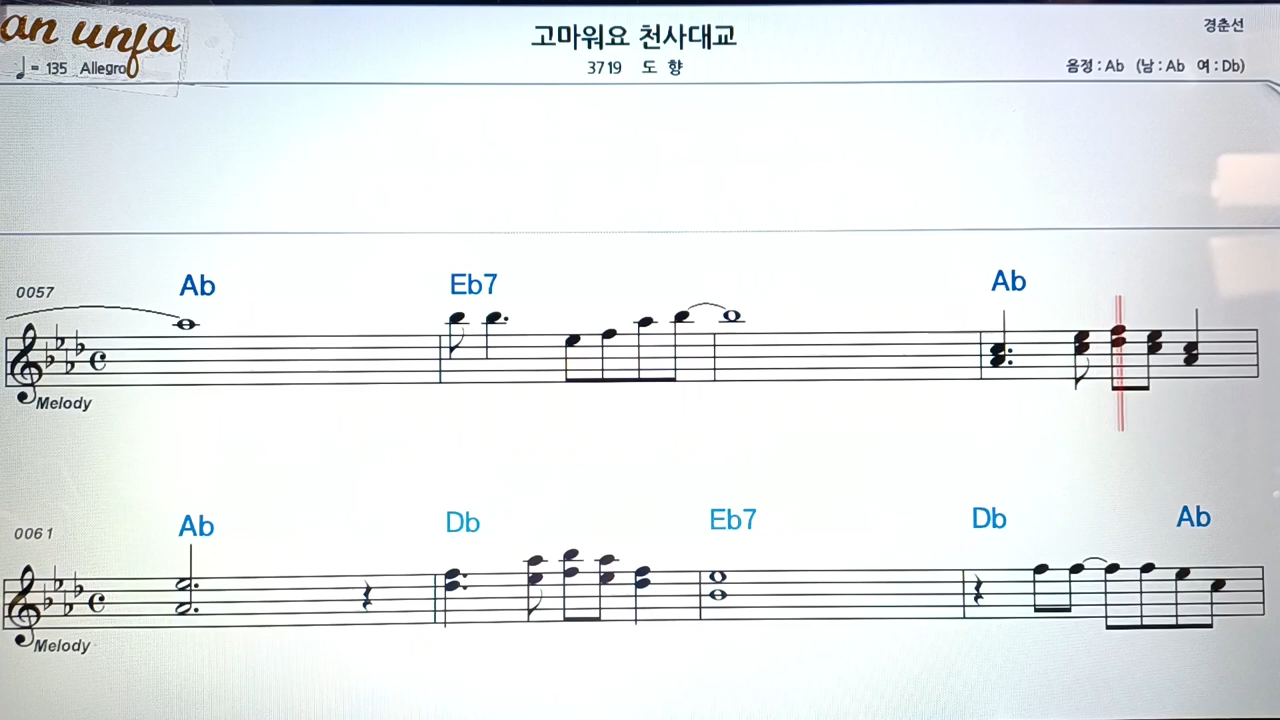 an unfa
고마워요 천사대교
경춘선
♩= 135 Allegro
3719 도 향
음정 : Ab (남 : Ab 여 : Db)
0057 Ab Eb7 Ab
Melody
0061 Ab Db Eb7 Db Ab
Melody